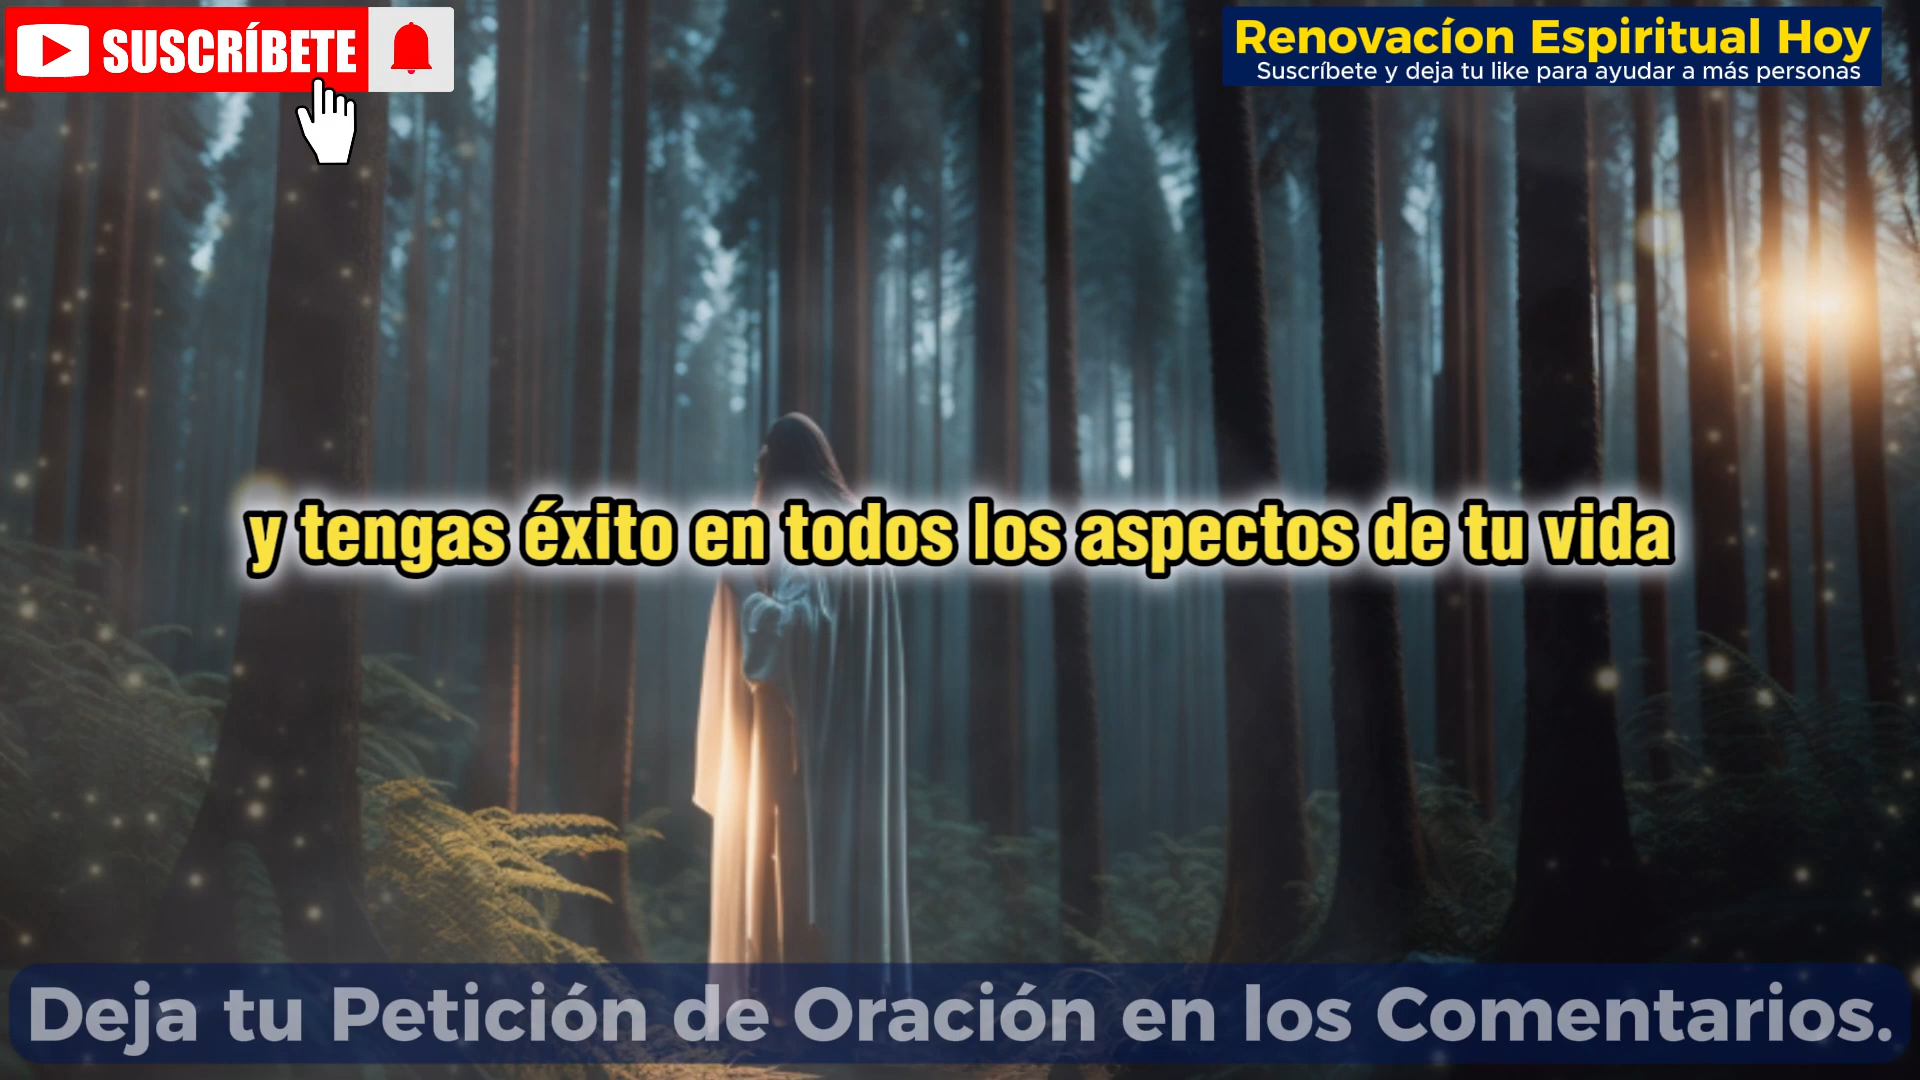 SUSCRÍBETE
Renovacíon Espiritual Hoy
Suscríbete y deja tu like para ayudar a más personas
y tengas éxito en todos los aspectos de tu vida
Deja tu Petición de Oración en los Comentarios.